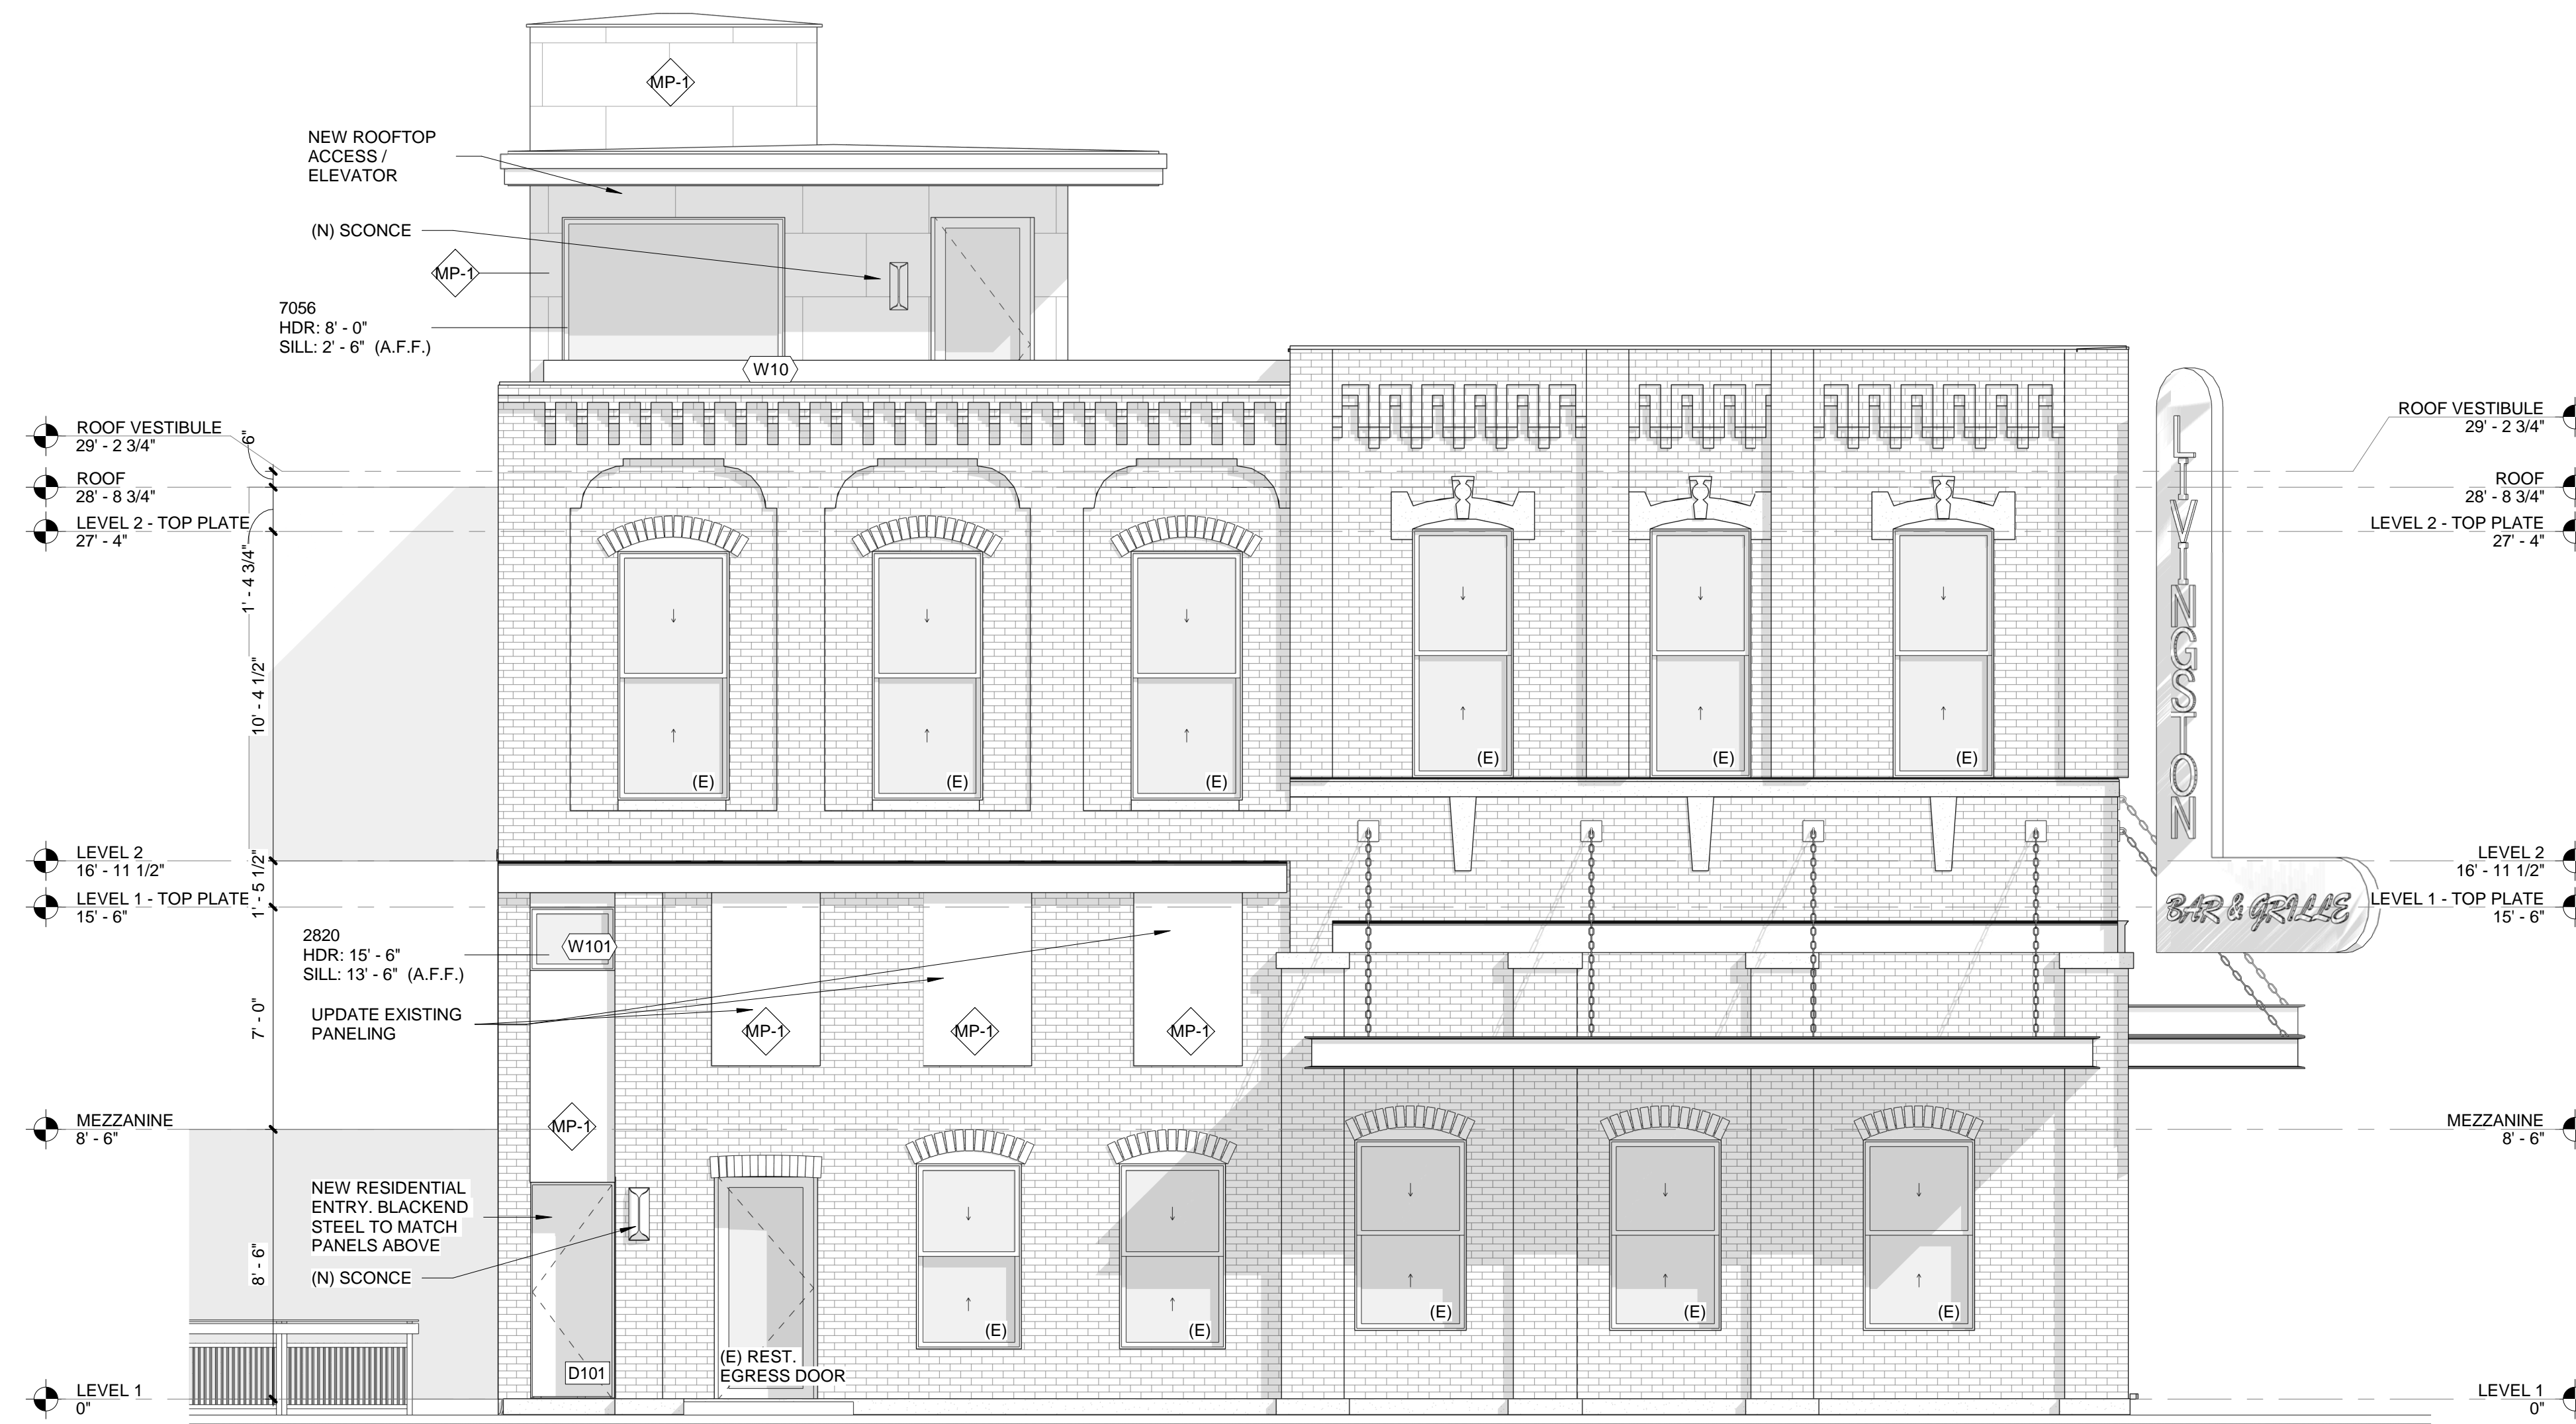 MP-1
NEW ROOFTOP
ACCESS /
ELEVATOR
(N) SCONCE
MP-1
7056
HDR: 8' - 0"
SILL: 2' - 6" (A.F.F.)
W10
ROOF VESTIBULE
29' - 2 3/4"
6"
ROOF
28' - 8 3/4"
LEVEL 2 - TOP PLATE
27' - 4"
1' - 4 3/4"
10' - 4 1/2"
LEVEL 2
16' - 11 1/2"
1' - 5 1/2"
LEVEL 1 - TOP PLATE
15' - 6"
7' - 0"
MEZZANINE
8' - 6"
8' - 6"
LEVEL 1
0"
(E)
(E)
(E)
(E)
(E)
(E)
2820
HDR: 15' - 6"
SILL: 13' - 6" (A.F.F.)
W101
UPDATE EXISTING
PANELING
MP-1
MP-1
MP-1
MP-1
NEW RESIDENTIAL
ENTRY. BLACKEND
STEEL TO MATCH
PANELS ABOVE
(N) SCONCE
D101
(E) REST.
EGRESS DOOR
(E)
(E)
(E)
(E)
(E)
LIVINGSTON
BAR & GRILLE
ROOF VESTIBULE
29' - 2 3/4"
ROOF
28' - 8 3/4"
LEVEL 2 - TOP PLATE
27' - 4"
LEVEL 2
16' - 11 1/2"
LEVEL 1 - TOP PLATE
15' - 6"
MEZZANINE
8' - 6"
LEVEL 1
0"